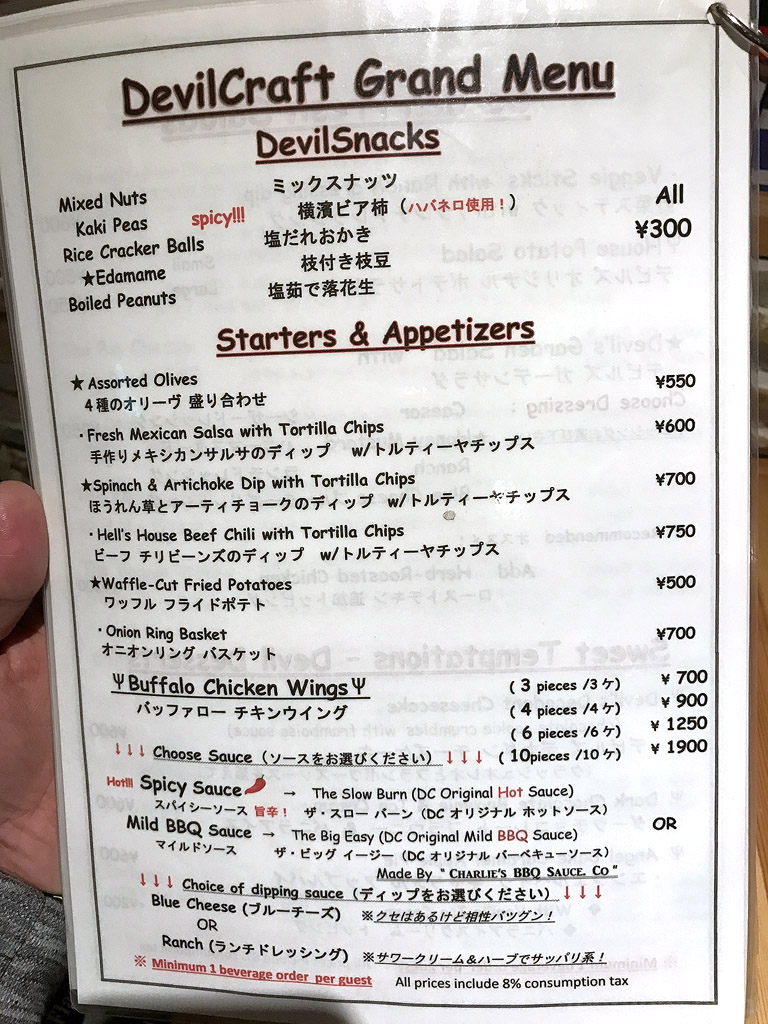 DevilCraft Grand Menu
DevilSnacks
Mixed Nuts ミックスナッツ All
Kaki Peas spicy!!! 横濱ビア柿（ハバネロ使用！） ¥300
Rice Cracker Balls 塩だれおかき
★Edamame 枝付き枝豆
Boiled Peanuts 塩茹で落花生
Starters & Appetizers
★Assorted Olives ¥550
４種のオリーヴ 盛り合わせ
・Fresh Mexican Salsa with Tortilla Chips ¥600
手作りメキシカンサルサのディップ w/トルティーヤチップス
★Spinach & Artichoke Dip with Tortilla Chips ¥700
ほうれん草とアーティチョークのディップ w/トルティーヤチップス
・Hell's House Beef Chili with Tortilla Chips ¥750
ビーフ チリビーンズのディップ w/トルティーヤチップス
★Waffle-Cut Fried Potatoes ¥500
ワッフル フライドポテト
・Onion Ring Basket ¥700
オニオンリング バスケット
ΨBuffalo Chicken WingsΨ ( 3 pieces /3 ケ) ¥ 700
バッファロー チキンウイング ( 4 pieces /4 ケ) ¥ 900
( 6 pieces /6 ケ) ¥ 1250
↓↓↓ Choose Sauce（ソースをお選びください）↓↓↓ ( 10pieces /10 ケ) ¥ 1900
Hot!!! Spicy Sauce → The Slow Burn (DC Original Hot Sauce)
スパイシーソース 旨辛！ ザ・スロー バーン（DC オリジナル ホットソース）
Mild BBQ Sauce → The Big Easy (DC Original Mild BBQ Sauce) OR
マイルドソース ザ・ビッグ イージー（DC オリジナル バーベキューソース）
Made By " CHARLIE'S BBQ SAUCE. CO "
↓↓↓ Choice of dipping sauce（ディップをお選びください）↓↓↓
Blue Cheese (ブルーチーズ) ※クセはあるけど相性バツグン！
OR
Ranch (ランチドレッシング) ※サワークリーム＆ハーブでサッパリ系！
※ Minimum 1 beverage order per guest All prices include 8% consumption tax